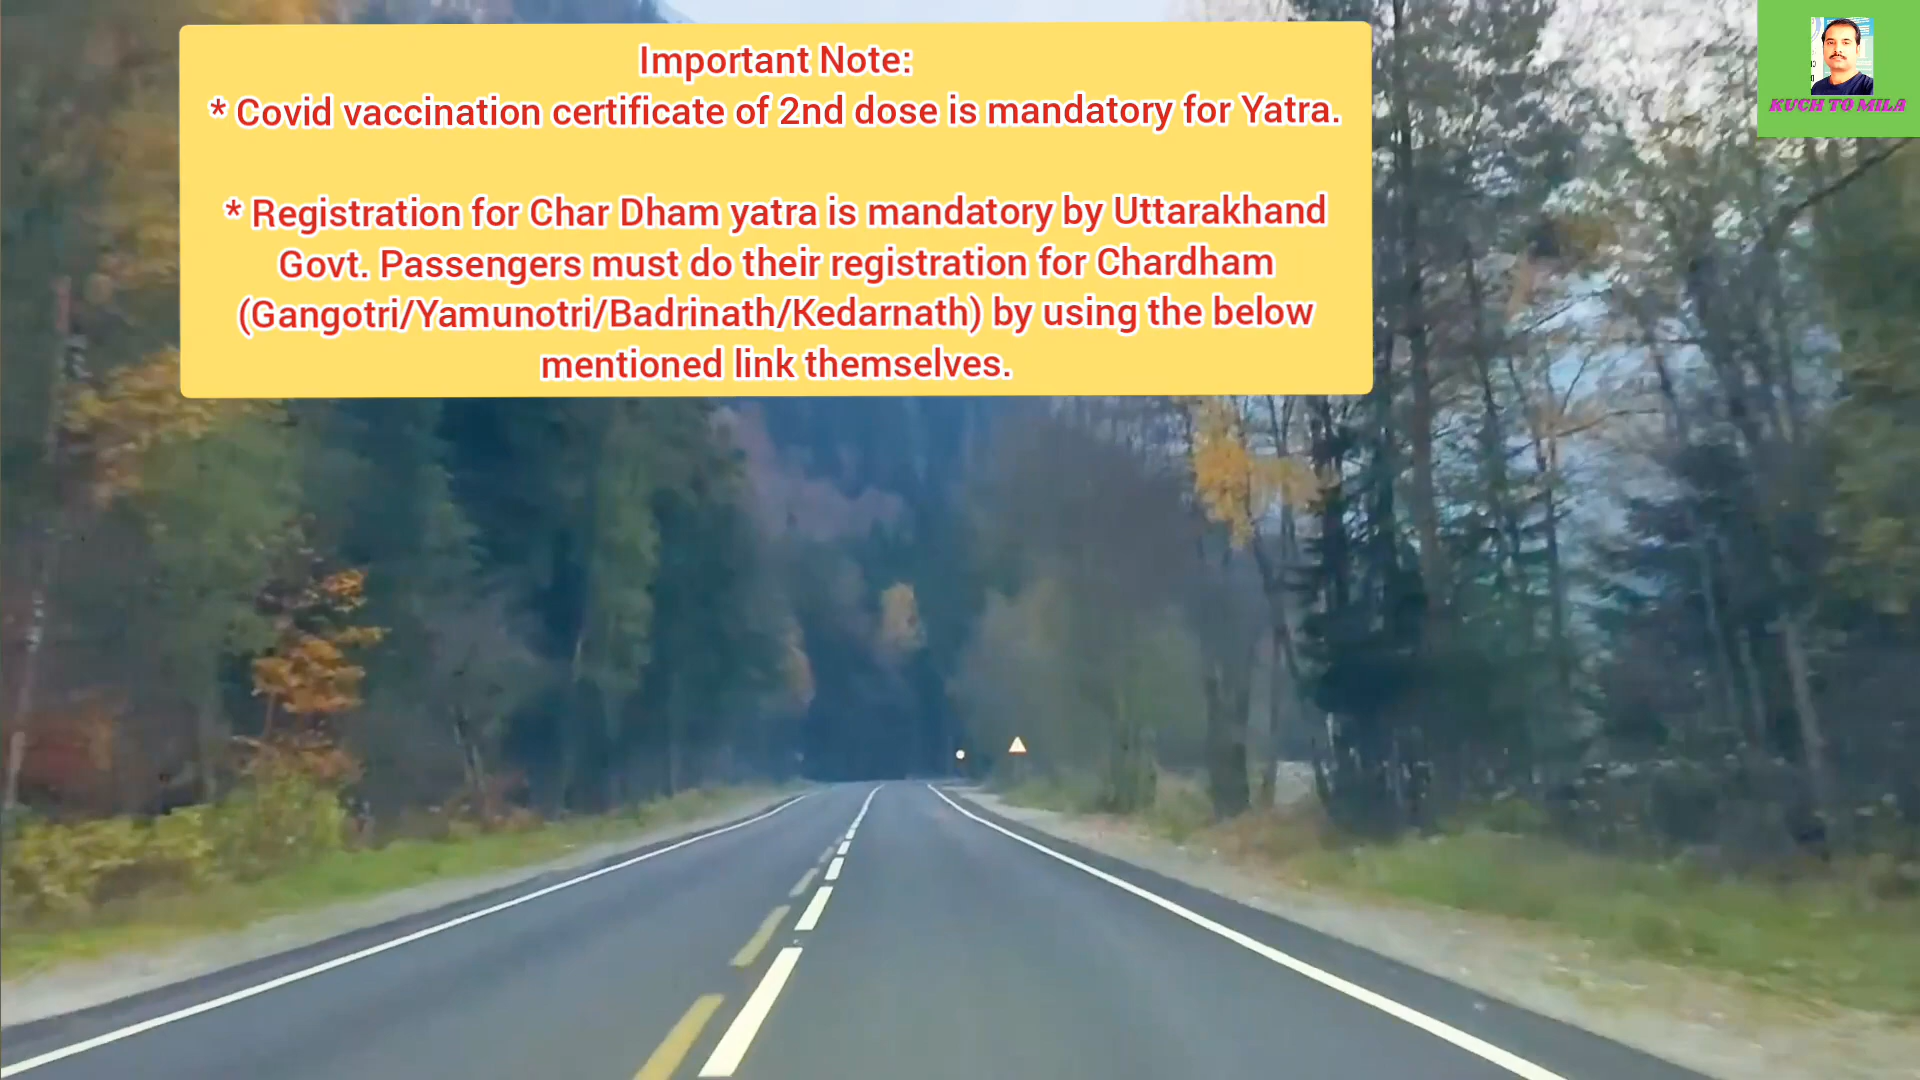 Important Note:
* Covid vaccination certificate of 2nd dose is mandatory for Yatra.
* Registration for Char Dham yatra is mandatory by Uttarakhand
Govt. Passengers must do their registration for Chardham
(Gangotri/Yamunotri/Badrinath/Kedarnath) by using the below
mentioned link themselves.
KUCH TO MILA